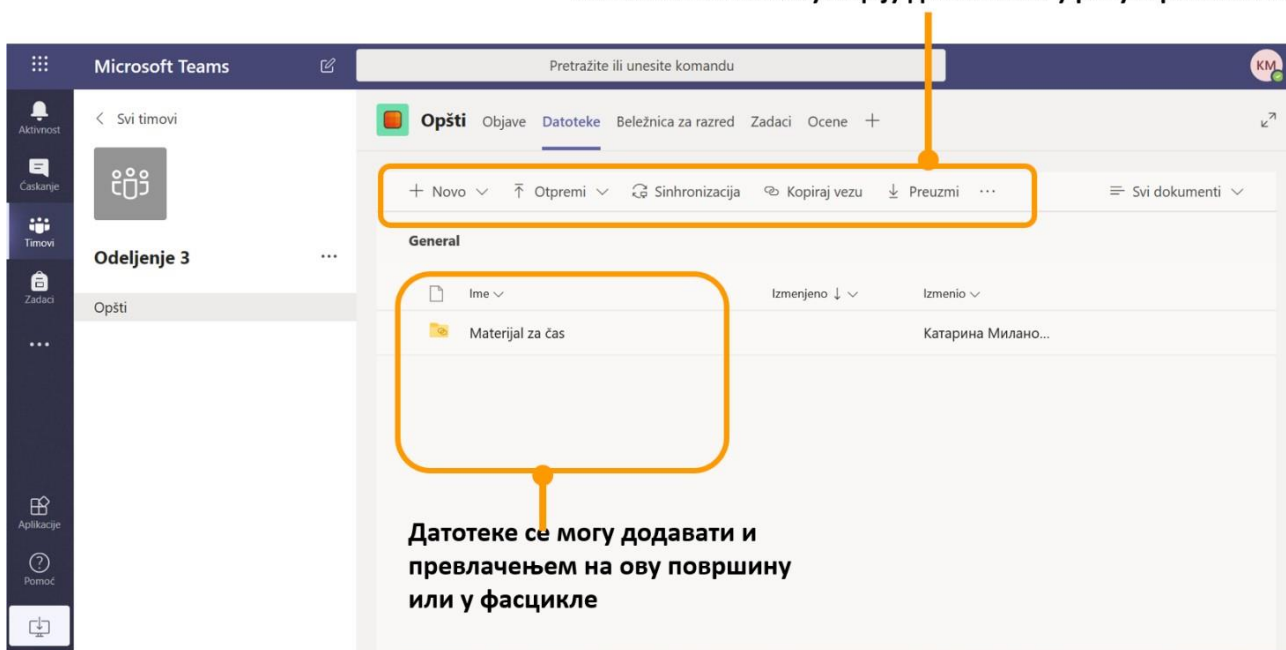 Microsoft Teams
Pretražite ili unesite komandu
KM
Aktivnost
Ćaskanje
Timovi
Zadaci
Aplikacije
Pomoć
Svi timovi
Odeljenje 3
Opšti
Opšti Objave Datoteke Beležnica za razred Zadaci Ocene
Novo Otpremi Sinhronizacija Kopiraj vezu Preuzmi ... Svi dokumenti
General
Ime Izmenjeno ↓ Izmenio
Materijal za čas Катарина Милано...
Датотеке се могу додавати и
превлачењем на ову површину
или у фасцикле